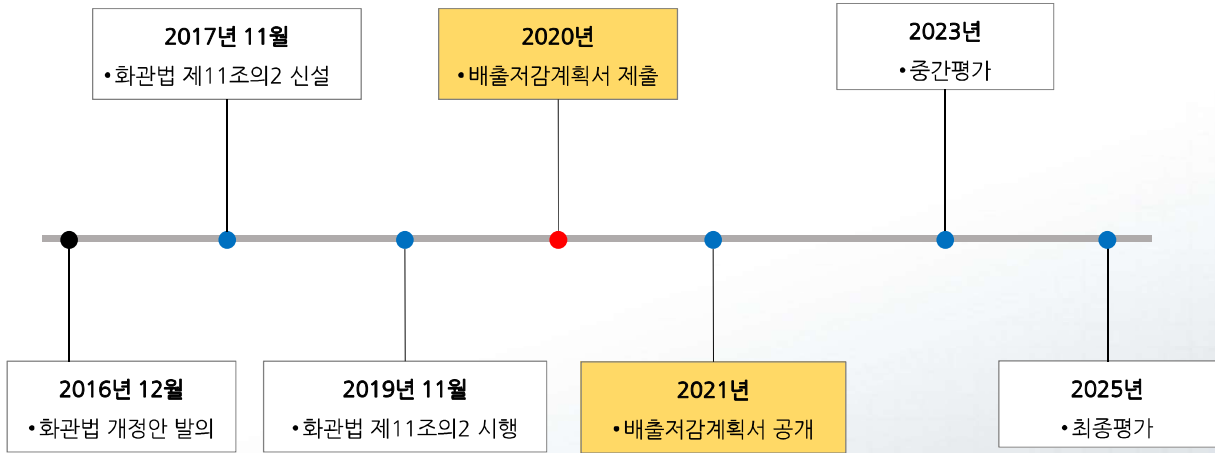 2017년 11월
•화관법 제11조의2 신설
2020년
•배출저감계획서 제출
2023년
•중간평가
2016년 12월
•화관법 개정안 발의
2019년 11월
•화관법 제11조의2 시행
2021년
•배출저감계획서 공개
2025년
•최종평가